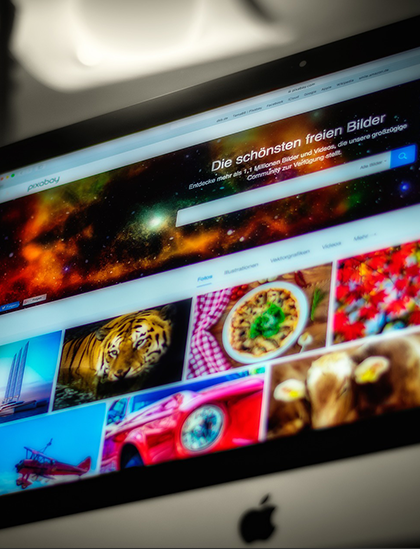 pixabay
Die schönsten freien Bilder
Entdecke mehr als 1,1 Millionen Bilder und Videos, die unsere großzügige
Community zur Verfügung stellt.
Alle Bilder
Fotos Illustrationen Vektorgrafiken Videos Mehr